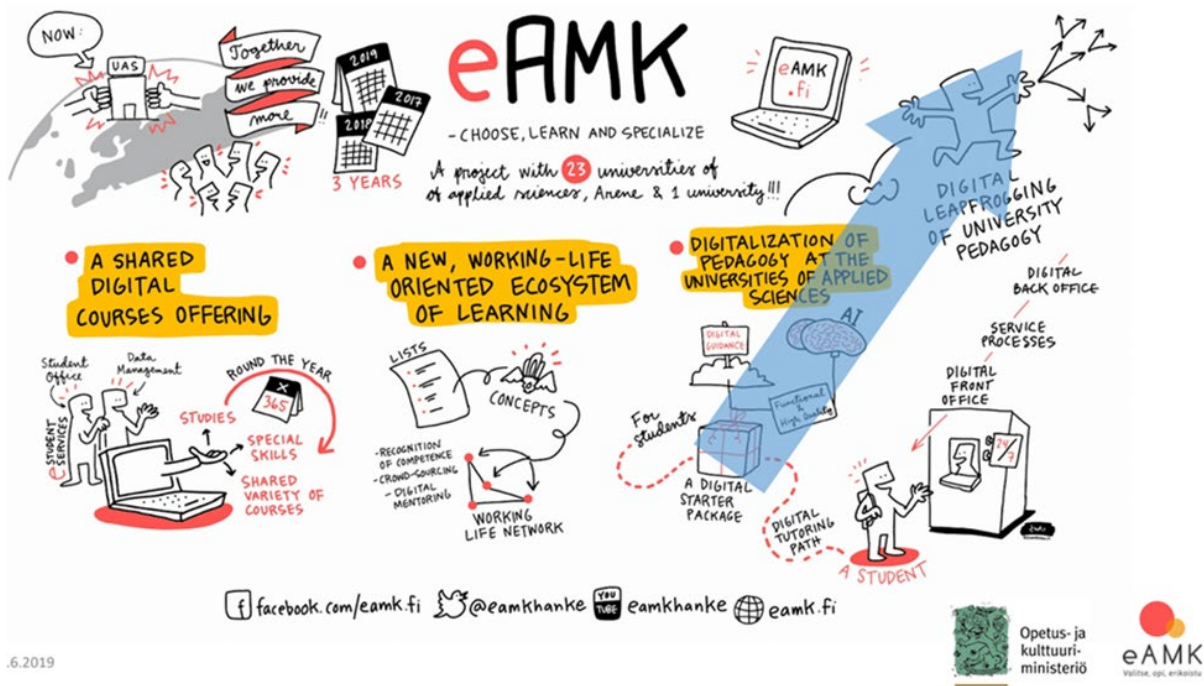 NOW:
UAS
Together
we provide
more !!
2019
2017
2018
3 YEARS
eAMK
- CHOOSE, LEARN AND SPECIALIZE
A project with 23 universities of
of applied sciences, Arene & 1 university!!!
eAMK
.fi
DIGITAL
LEAPFROGGING
OF UNIVERSITY
PEDAGOGY
A SHARED
DIGITAL
COURSES OFFERING
Student
Office
Data
Management
eSTUDENT
SERVICES
ROUND THE YEAR
X
365
STUDIES
SPECIAL
SKILLS
SHARED
VARIETY OF
COURSES
A NEW, WORKING-LIFE
ORIENTED ECOSYSTEM
OF LEARNING
LISTS
CONCEPTS
- RECOGNITION
OF COMPETENCE
- CROWD-SOURCING
- DIGITAL
MENTORING
WORKING
LIFE NETWORK
DIGITALIZATION OF
PEDAGOGY AT THE
UNIVERSITIES OF APPLIED
SCIENCES
DIGITAL
GUIDANCE
AI
Functional &
High Quality
For
students
A DIGITAL
STARTER
PACKAGE
DIGITAL
TUTORING
PATH
A STUDENT
DIGITAL
BACK OFFICE
SERVICE
PROCESSES
DIGITAL
FRONT
OFFICE
24/7
f facebook.com/eamk.fi
@eamkhanke
YOU
TUBE
eamkhanke
eamk.fi
.6.2019
Opetus- ja
kulttuuri-
ministeriö
eAMK
Valitse, opi, erikoistu